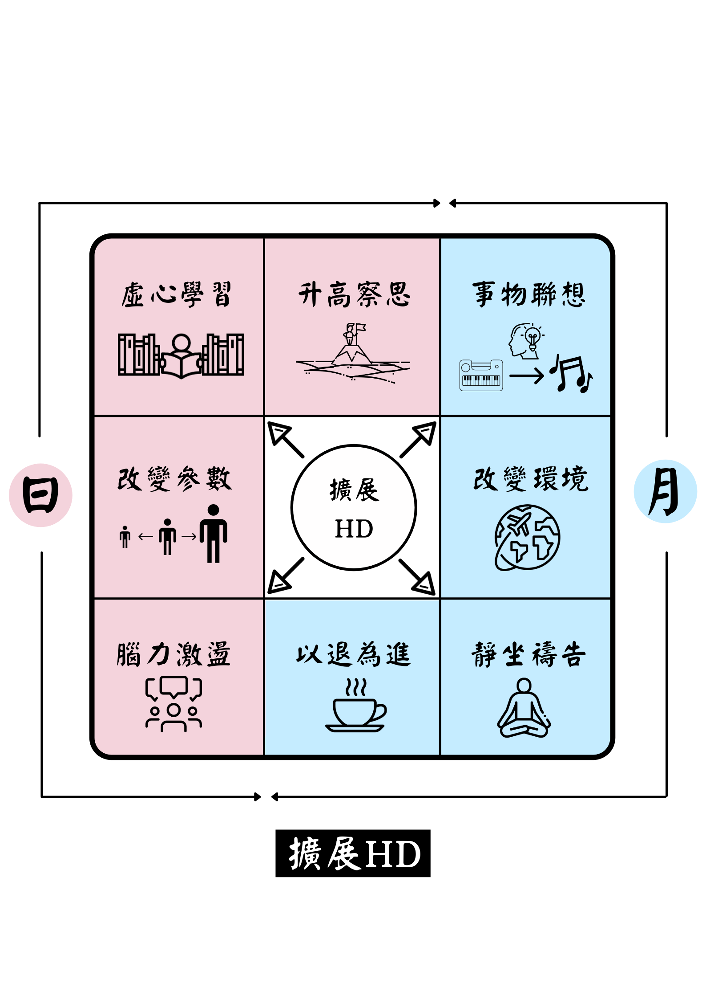 虛心學習
升高察思
事物聯想
日
改變參數
擴展
HD
改變環境
月
腦力激盪
以退為進
靜坐禱告
擴展HD